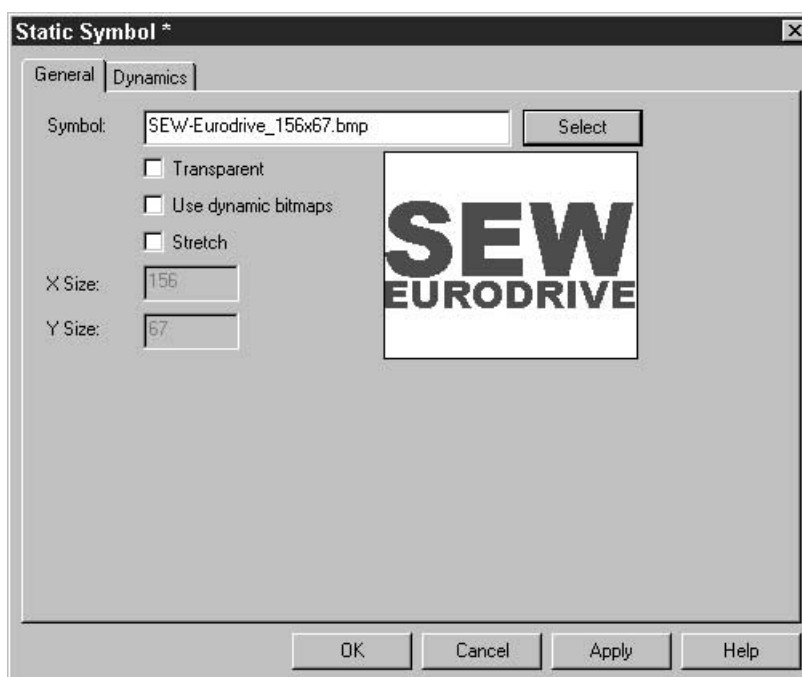 Static Symbol *
General
Dynamics
Symbol:
SEW-Eurodrive_156x67.bmp
Select
Transparent
Use dynamic bitmaps
Stretch
X Size:
156
Y Size:
67
SEW
EURODRIVE
OK
Cancel
Apply
Help